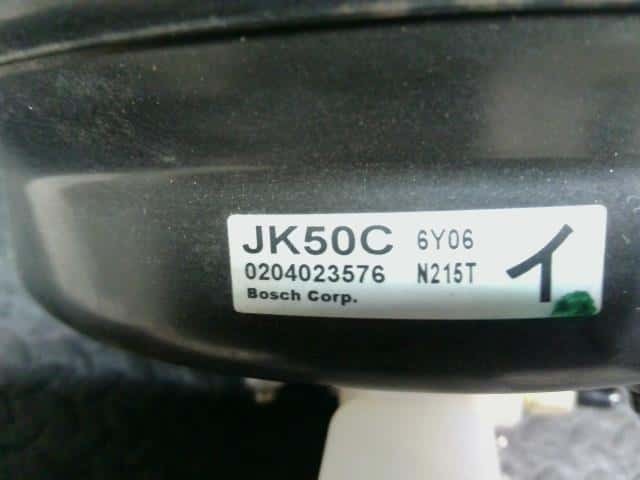 JK50C 6Y06
0204023576 N215T
Bosch Corp.
イ